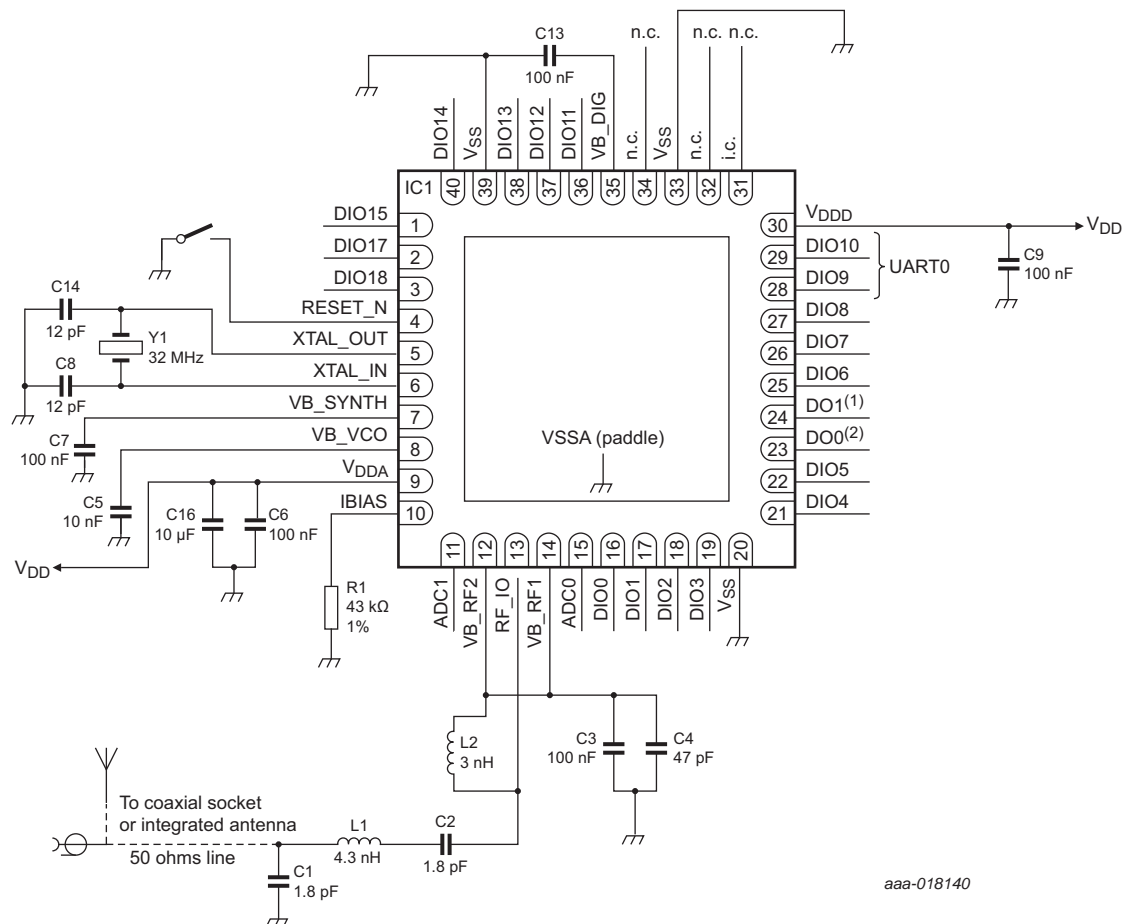 C13
100 nF
n.c.
n.c.
n.c.
DIO14
VSS
DIO13
DIO12
DIO11
VB_DIG
n.c.
VSS
n.c.
i.c.
IC1
40
39
38
37
36
35
34
33
32
31
DIO15
1
DIO17
2
DIO18
3
RESET_N
4
XTAL_OUT
5
XTAL_IN
6
VB_SYNTH
7
VB_VCO
8
VDDA
9
IBIAS
10
C14
12 pF
Y1
32 MHz
C8
12 pF
C7
100 nF
C5
10 nF
C16
10 µF
C6
100 nF
VDD
R1
43 kΩ
1%
VSSA (paddle)
VDDD
30
VDD
DIO10
29
DIO9
28
UART0
C9
100 nF
DIO8
27
DIO7
26
DIO6
25
DO1(1)
24
DO0(2)
23
DIO5
22
DIO4
21
11
12
13
14
15
16
17
18
19
20
ADC1
VB_RF2
RF_IO
VB_RF1
ADC0
DIO0
DIO1
DIO2
DIO3
VSS
L2
3 nH
C3
100 nF
C4
47 pF
To coaxial socket
or integrated antenna
50 ohms line
L1
4.3 nH
C2
1.8 pF
C1
1.8 pF
aaa-018140